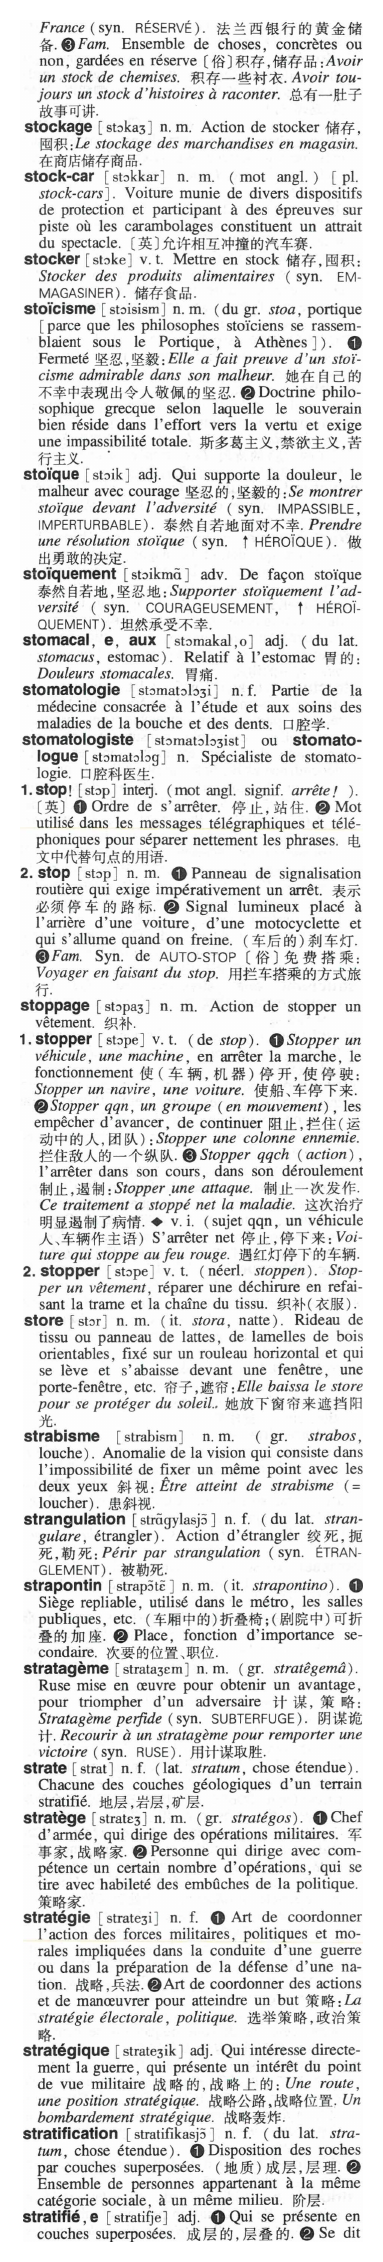 France (syn. RÉSERVÉ). 法兰西银行的黄金储
备. ❸ Fam. Ensemble de choses, concrètes ou
non, gardées en réserve〔俗〕积存,储存品: Avoir
un stock de chemises. 积存一些衬衣. Avoir tou-
jours un stock d'histoires à raconter. 总有一肚子
故事可讲.
stockage [stɔkaʒ] n. m. Action de stocker 储存,
囤积: Le stockage des marchandises en magasin.
在商店储存商品.
stock-car [stɔkkar] n. m. (mot angl.) [pl.
stock-cars]. Voiture munie de divers dispositifs
de protection et participant à des épreuves sur
piste où les carambolages constituent un attrait
du spectacle. 〔英〕允许相互冲撞的汽车赛.
stocker [stɔke] v. t. Mettre en stock 储存,囤积:
Stocker des produits alimentaires (syn. EM-
MAGASINER). 储存食品.
stoïcisme [stɔisism] n. m. (du gr. stoa, portique
[parce que les philosophes stoïciens se rassem-
blaient sous le Portique, à Athènes]). ❶
Fermeté 坚忍,坚毅: Elle a fait preuve d'un stoï-
cisme admirable dans son malheur. 她在自己的
不幸中表现出令人敬佩的坚忍. ❷ Doctrine philo-
sophique grecque selon laquelle le souverain
bien réside dans l'effort vers la vertu et exige
une impassibilité totale. 斯多葛主义,禁欲主义,苦
行主义.
stoïque [stɔik] adj. Qui supporte la douleur, le
malheur avec courage 坚忍的,坚毅的: Se montrer
stoïque devant l'adversité (syn. IMPASSIBLE,
IMPERTURBABLE). 泰然自若地面对不幸. Prendre
une résolution stoïque (syn. ↑ HÉROÏQUE). 做
出勇敢的决定.
stoïquement [stɔikmɑ̃] adv. De façon stoïque
泰然自若地,坚忍地: Supporter stoïquement l'ad-
versité (syn. COURAGEUSEMENT, ↑ HÉROÏ-
QUEMENT). 坦然承受不幸.
stomacal, e, aux [stɔmakal,o] adj. (du lat.
stomacus, estomac). Relatif à l'estomac 胃的:
Douleurs stomacales. 胃痛.
stomatologie [stɔmatɔlɔʒi] n. f. Partie de la
médecine consacrée à l'étude et aux soins des
maladies de la bouche et des dents. 口腔学.
stomatologiste [stɔmatɔlɔʒist] ou stomato-
logue [stɔmatɔlɔg] n. Spécialiste de stomato-
logie. 口腔科医生.
1. stop! [stɔp] interj. (mot angl. signif. arrête! ).
〔英〕 ❶ Ordre de s'arrêter. 停止,站住. ❷ Mot
utilisé dans les messages télégraphiques et télé-
phoniques pour séparer nettement les phrases. 电
文中代替句点的用语.
2. stop [stɔp] n. m. ❶ Panneau de signalisation
routière qui exige impérativement un arrêt. 表示
必须停车的路标. ❷ Signal lumineux placé à
l'arrière d'une voiture, d'une motocyclette et
qui s'allume quand on freine. (车后的)刹车灯.
❸ Fam. Syn. de AUTO-STOP〔俗〕免费搭乘:
Voyager en faisant du stop. 用拦车搭乘的方式旅
行.
stoppage [stɔpaʒ] n. m. Action de stopper un
vêtement. 织补.
1. stopper [stɔpe] v. t. (de stop). ❶ Stopper un
véhicule, une machine, en arrêter la marche, le
fonctionnement 使(车辆,机器)停开,使停驶:
Stopper un navire, une voiture. 使船、车停下来.
❷ Stopper qqn, un groupe (en mouvement), les
empêcher d'avancer, de continuer 阻止,拦住(运
动中的人,团队): Stopper une colonne ennemie.
拦住敌人的一个纵队. ❸ Stopper qqch (action),
l'arrêter dans son cours, dans son déroulement
制止,遏制: Stopper une attaque. 制止一次发作.
Ce traitement a stoppé net la maladie. 这次治疗
明显遏制了病情. ◆ v. i. (sujet qqn, un véhicule
人、车辆作主语) S'arrêter net 停止,停下来: Voi-
ture qui stoppe au feu rouge. 遇红灯停下的车辆.
2. stopper [stɔpe] v. t. (néerl. stoppen). Stop-
per un vêtement, réparer une déchirure en refai-
sant la trame et la chaîne du tissu. 织补(衣服).
store [stɔr] n. m. (it. stora, natte). Rideau de
tissu ou panneau de lattes, de lamelles de bois
orientables, fixé sur un rouleau horizontal et qui
se lève et s'abaisse devant une fenêtre, une
porte-fenêtre, etc. 帘子,遮帘: Elle baissa le store
pour se protéger du soleil. 她放下窗帘来遮挡阳
光.
strabisme [strabism] n. m. (gr. strabos,
louche). Anomalie de la vision qui consiste dans
l'impossibilité de fixer un même point avec les
deux yeux 斜视: Être atteint de strabisme (=
loucher). 患斜视.
strangulation [strɑ̃gylasjɔ̃] n. f. (du lat. stran-
gulare, étrangler). Action d'étrangler 绞死,扼
死,勒死: Périr par strangulation (syn. ÉTRAN-
GLEMENT). 被勒死.
strapontin [strapɔ̃tɛ̃] n. m. (it. strapontino). ❶
Siège repliable, utilisé dans le métro, les salles
publiques, etc. (车厢中的)折叠椅;(剧院中)可折
叠的加座. ❷ Place, fonction d'importance se-
condaire. 次要的位置、职位.
stratagème [strataʒɛm] n. m. (gr. stratêgemâ).
Ruse mise en œuvre pour obtenir un avantage,
pour triompher d'un adversaire 计谋,策略:
Stratagème perfide (syn. SUBTERFUGE). 阴谋诡
计. Recourir à un stratagème pour remporter une
victoire (syn. RUSE). 用计谋取胜.
strate [strat] n. f. (lat. stratum, chose étendue).
Chacune des couches géologiques d'un terrain
stratifié. 地层,岩层,矿层.
stratège [stratɛʒ] n. m. (gr. stratégos). ❶ Chef
d'armée, qui dirige des opérations militaires. 军
事家,战略家. ❷ Personne qui dirige avec com-
pétence un certain nombre d'opérations, qui se
tire avec habileté des embûches de la politique.
策略家.
stratégie [strateʒi] n. f. ❶ Art de coordonner
l'action des forces militaires, politiques et mo-
rales impliquées dans la conduite d'une guerre
ou dans la préparation de la défense d'une na-
tion. 战略,兵法. ❷ Art de coordonner des actions
et de manœuvrer pour atteindre un but 策略: La
stratégie électorale, politique. 选举策略,政治策
略.
stratégique [strateʒik] adj. Qui intéresse directe-
ment la guerre, qui présente un intérêt du point
de vue militaire 战略的,战略上的: Une route,
une position stratégique. 战略公路,战略位置. Un
bombardement stratégique. 战略轰炸.
stratification [stratifikasjɔ̃] n. f. (du lat. stra-
tum, chose étendue). ❶ Disposition des roches
par couches superposées. (地质)成层,层理. ❷
Ensemble de personnes appartenant à la même
catégorie sociale, à un même milieu. 阶层.
stratifié, e [stratifje] adj. ❶ Qui se présente en
couches superposées. 成层的,层叠的. ❷ Se dit